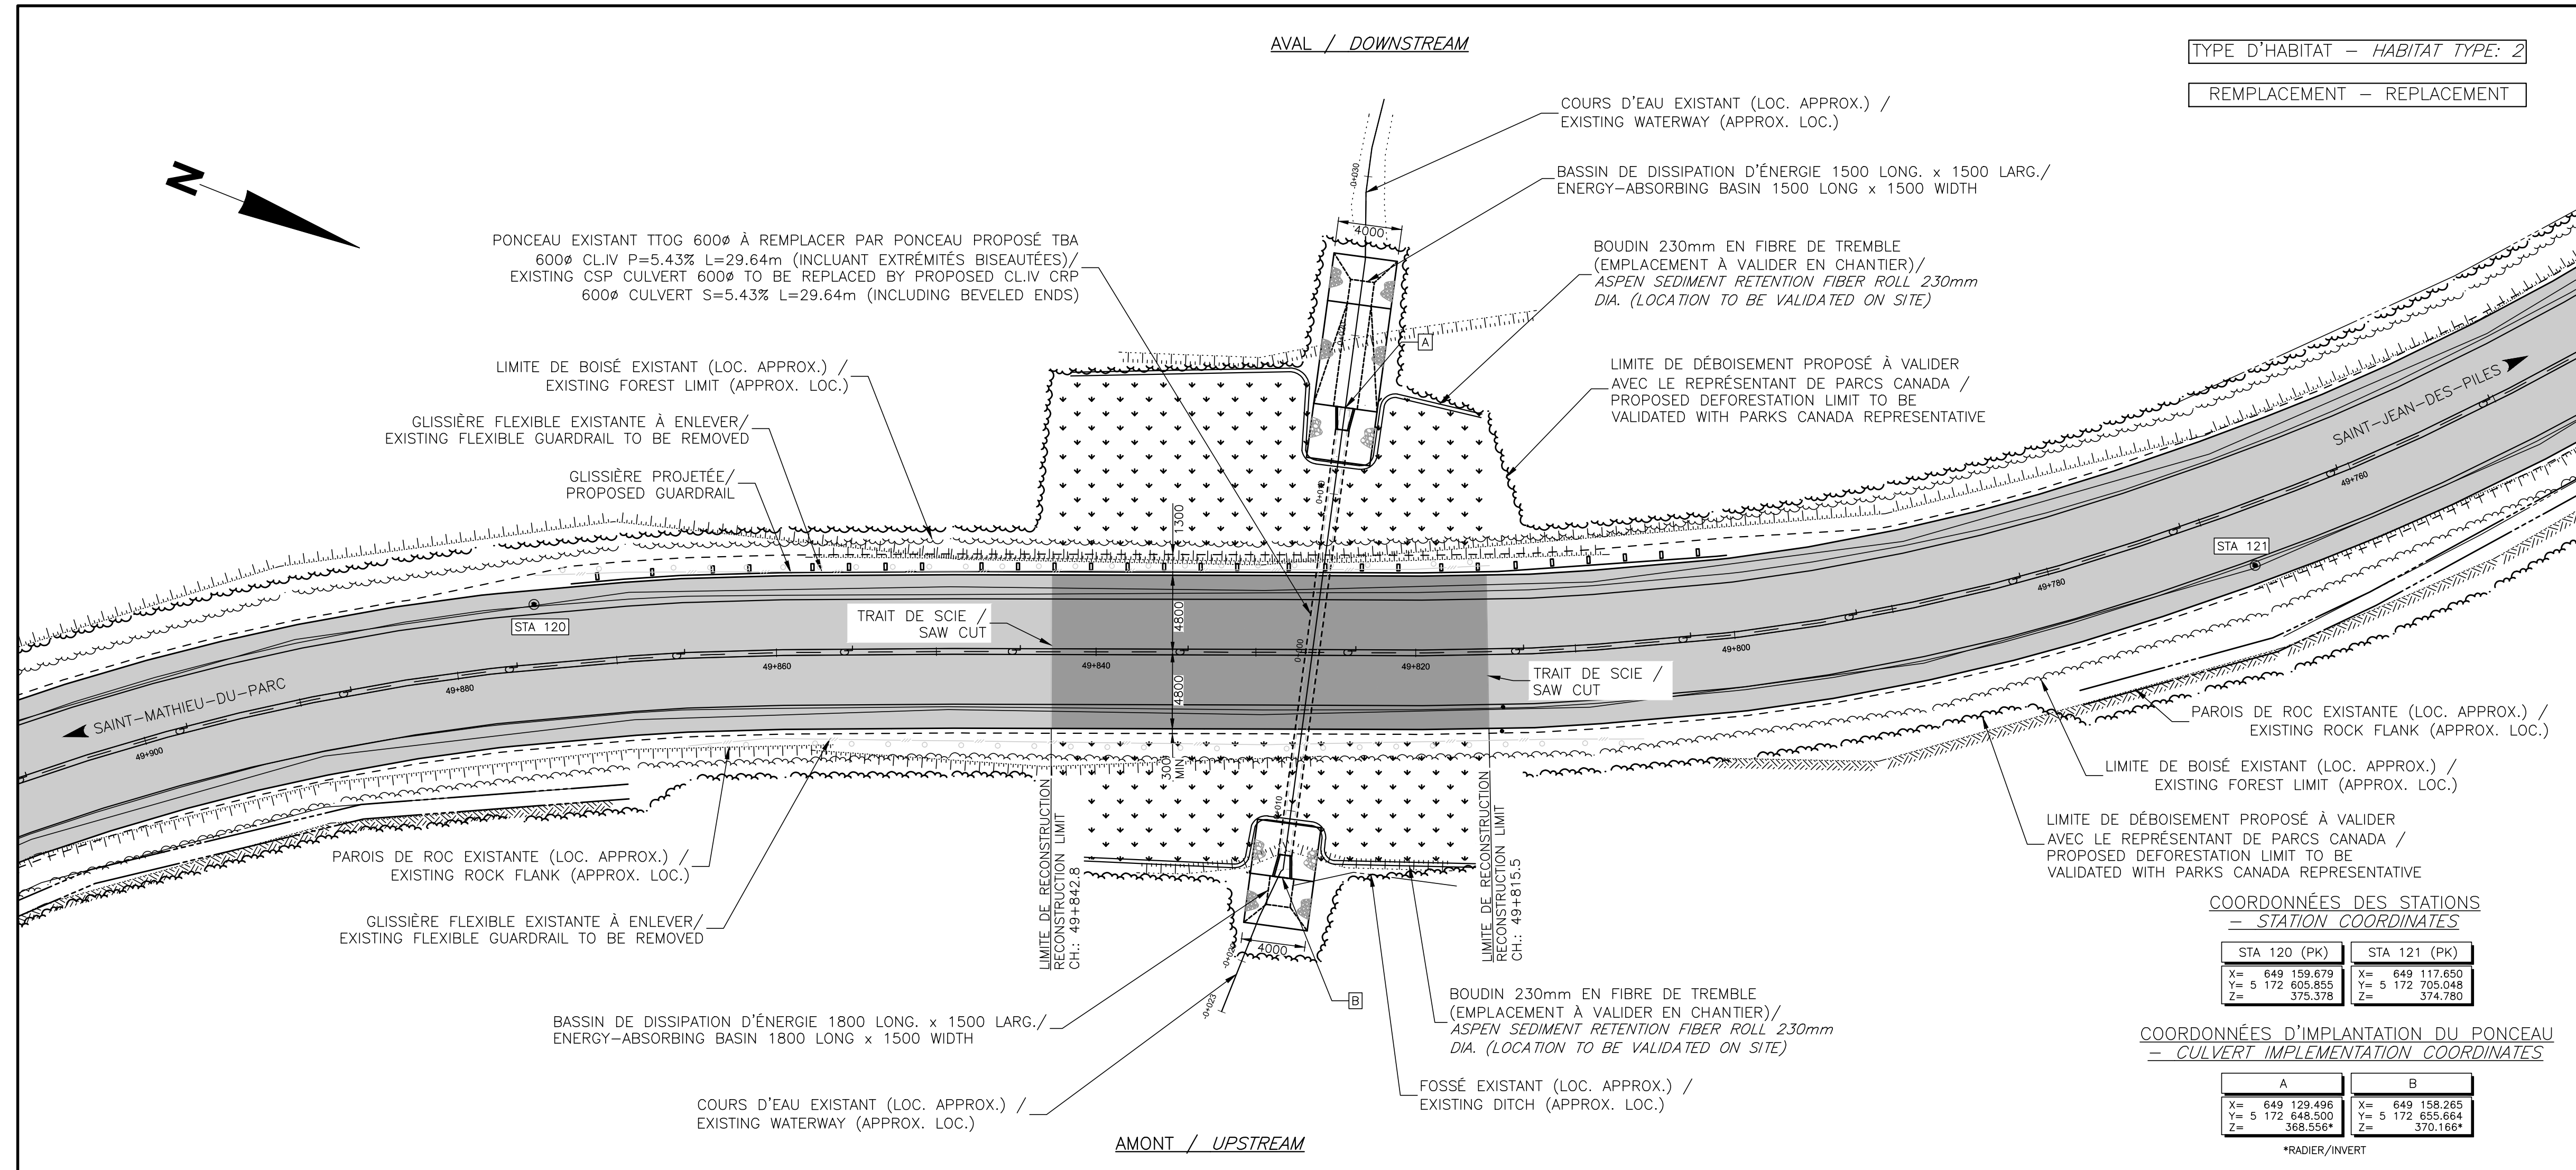 AVAL / DOWNSTREAM
TYPE D'HABITAT – HABITAT TYPE: 2
REMPLACEMENT – REPLACEMENT
N
COURS D'EAU EXISTANT (LOC. APPROX.) /
EXISTING WATERWAY (APPROX. LOC.)
BASSIN DE DISSIPATION D'ÉNERGIE 1500 LONG. x 1500 LARG./
ENERGY–ABSORBING BASIN 1500 LONG x 1500 WIDTH
PONCEAU EXISTANT TTOG 600ø À REMPLACER PAR PONCEAU PROPOSÉ TBA
600ø CL.IV P=5.43% L=29.64m (INCLUANT EXTRÉMITÉS BISEAUTÉES)/
EXISTING CSP CULVERT 600ø TO BE REPLACED BY PROPOSED CL.IV CRP
600ø CULVERT S=5.43% L=29.64m (INCLUDING BEVELED ENDS)
BOUDIN 230mm EN FIBRE DE TREMBLE
(EMPLACEMENT À VALIDER EN CHANTIER)/
ASPEN SEDIMENT RETENTION FIBER ROLL 230mm
DIA. (LOCATION TO BE VALIDATED ON SITE)
-0+030
4000
A
LIMITE DE BOISÉ EXISTANT (LOC. APPROX.) /
EXISTING FOREST LIMIT (APPROX. LOC.)
LIMITE DE DÉBOISEMENT PROPOSÉ À VALIDER
AVEC LE REPRÉSENTANT DE PARCS CANADA /
PROPOSED DEFORESTATION LIMIT TO BE
VALIDATED WITH PARKS CANADA REPRESENTATIVE
GLISSIÈRE FLEXIBLE EXISTANTE À ENLEVER/
EXISTING FLEXIBLE GUARDRAIL TO BE REMOVED
GLISSIÈRE PROJETÉE/
PROPOSED GUARDRAIL
SAINT–JEAN–DES–PILES
49+760
STA 121
49+780
1300
4800
4800
STA 120
TRAIT DE SCIE /
SAW CUT
0+000
49+860
49+840
49+820
49+800
49+880
49+900
SAINT–MATHIEU–DU–PARC
TRAIT DE SCIE /
SAW CUT
MIN.
PAROIS DE ROC EXISTANTE (LOC. APPROX.) /
EXISTING ROCK FLANK (APPROX. LOC.)
LIMITE DE BOISÉ EXISTANT (LOC. APPROX.) /
EXISTING FOREST LIMIT (APPROX. LOC.)
LIMITE DE DÉBOISEMENT PROPOSÉ À VALIDER
AVEC LE REPRÉSENTANT DE PARCS CANADA /
PROPOSED DEFORESTATION LIMIT TO BE
VALIDATED WITH PARKS CANADA REPRESENTATIVE
PAROIS DE ROC EXISTANTE (LOC. APPROX.) /
EXISTING ROCK FLANK (APPROX. LOC.)
GLISSIÈRE FLEXIBLE EXISTANTE À ENLEVER/
EXISTING FLEXIBLE GUARDRAIL TO BE REMOVED
LIMITE DE RECONSTRUCTION
RECONSTRUCTION LIMIT
CH.: 49+842.8
LIMITE DE RECONSTRUCTION
RECONSTRUCTION LIMIT
CH.: 49+815.5
4000
-0+023
B
BASSIN DE DISSIPATION D'ÉNERGIE 1800 LONG. x 1500 LARG./
ENERGY–ABSORBING BASIN 1800 LONG x 1500 WIDTH
BOUDIN 230mm EN FIBRE DE TREMBLE
(EMPLACEMENT À VALIDER EN CHANTIER)/
ASPEN SEDIMENT RETENTION FIBER ROLL 230mm
DIA. (LOCATION TO BE VALIDATED ON SITE)
COURS D'EAU EXISTANT (LOC. APPROX.) /
EXISTING WATERWAY (APPROX. LOC.)
FOSSÉ EXISTANT (LOC. APPROX.) /
EXISTING DITCH (APPROX. LOC.)
AMONT / UPSTREAM
COORDONNÉES DES STATIONS
– STATION COORDINATES
STA 120 (PK) STA 121 (PK)
X= 649 159.679 X= 649 117.650
Y= 5 172 605.855 Y= 5 172 705.048
Z= 375.378 Z= 374.780
COORDONNÉES D'IMPLANTATION DU PONCEAU
– CULVERT IMPLEMENTATION COORDINATES
A B
X= 649 129.496 X= 649 158.265
Y= 5 172 648.500 Y= 5 172 655.664
Z= 368.556* Z= 370.166*
*RADIER/INVERT